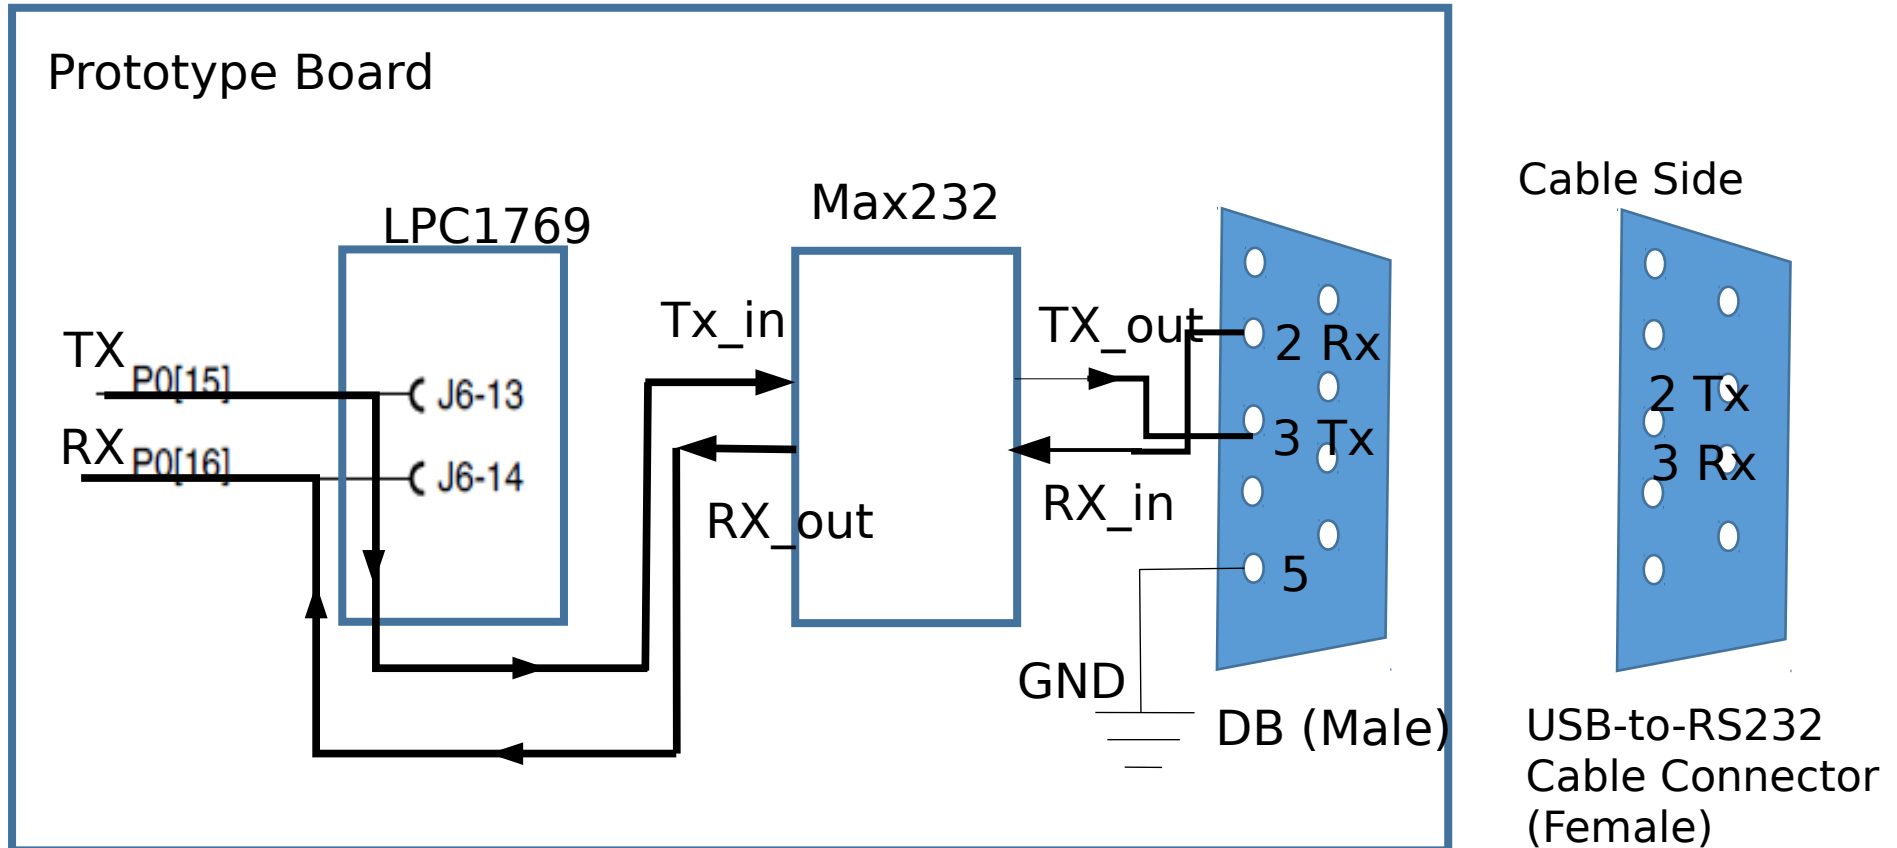 Prototype Board
LPC1769
Max232
Cable Side
TX
P0[15]
J6-13
RX
P0[16]
J6-14
Tx_in
RX_out
TX_out
RX_in
2 Rx
3 Tx
5
GND
DB (Male)
2 Tx
3 Rx
USB-to-RS232
Cable Connector
(Female)